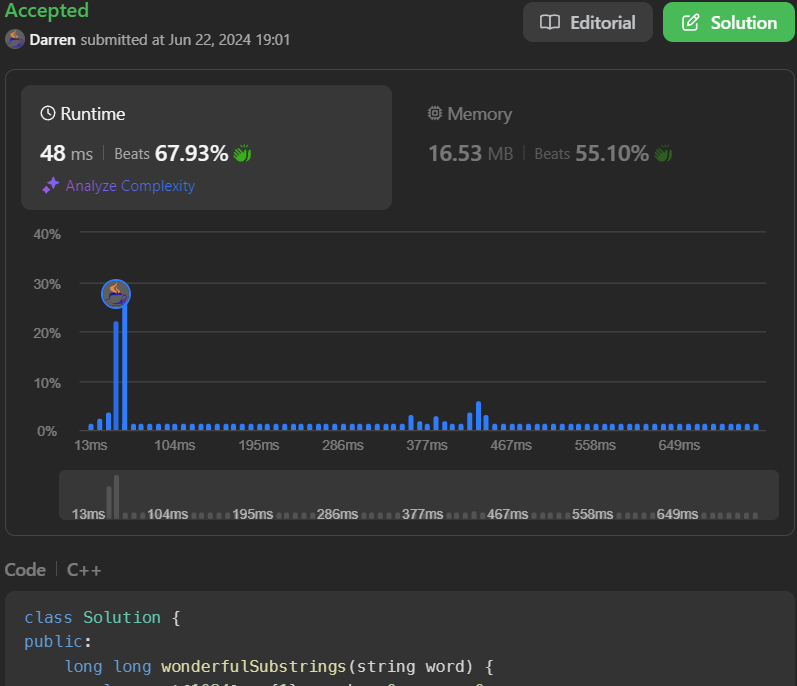 Accepted
Editorial
Solution
Darren submitted at Jun 22, 2024 19:01
Runtime
48 ms | Beats 67.93%
Analyze Complexity
Memory
16.53 MB | Beats 55.10%
40%
30%
20%
10%
0%
13ms 104ms 195ms 286ms 377ms 467ms 558ms 649ms
13ms 104ms 195ms 286ms 377ms 467ms 558ms 649ms
Code | C++
class Solution {
public:
long long wonderfulSubstrings(string word) {